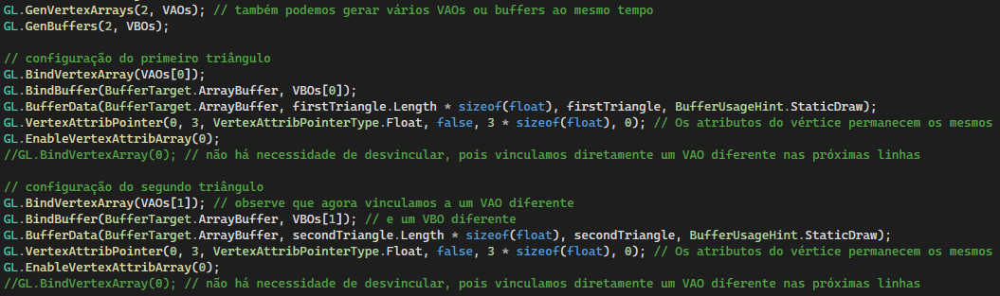 GL.GenVertexArrays(2, VAOs); // também podemos gerar vários VAOs ou buffers ao mesmo tempo
GL.GenBuffers(2, VBOs);
// configuração do primeiro triângulo
GL.BindVertexArray(VAOs[0]);
GL.BindBuffer(BufferTarget.ArrayBuffer, VBOs[0]);
GL.BufferData(BufferTarget.ArrayBuffer, firstTriangle.Length * sizeof(float), firstTriangle, BufferUsageHint.StaticDraw);
GL.VertexAttribPointer(0, 3, VertexAttribPointerType.Float, false, 3 * sizeof(float), 0); // Os atributos do vértice permanecem os mesmos
GL.EnableVertexAttribArray(0);
//GL.BindVertexArray(0); // não há necessidade de desvincular, pois vinculamos diretamente um VAO diferente nas próximas linhas
// configuração do segundo triângulo
GL.BindVertexArray(VAOs[1]); // observe que agora vinculamos a um VAO diferente
GL.BindBuffer(BufferTarget.ArrayBuffer, VBOs[1]); // e um VBO diferente
GL.BufferData(BufferTarget.ArrayBuffer, secondTriangle.Length * sizeof(float), secondTriangle, BufferUsageHint.StaticDraw);
GL.VertexAttribPointer(0, 3, VertexAttribPointerType.Float, false, 3 * sizeof(float), 0); // Os atributos do vértice permanecem os mesmos
GL.EnableVertexAttribArray(0);
//GL.BindVertexArray(0); // não há necessidade de desvincular, pois vinculamos diretamente um VAO diferente nas próximas linhas